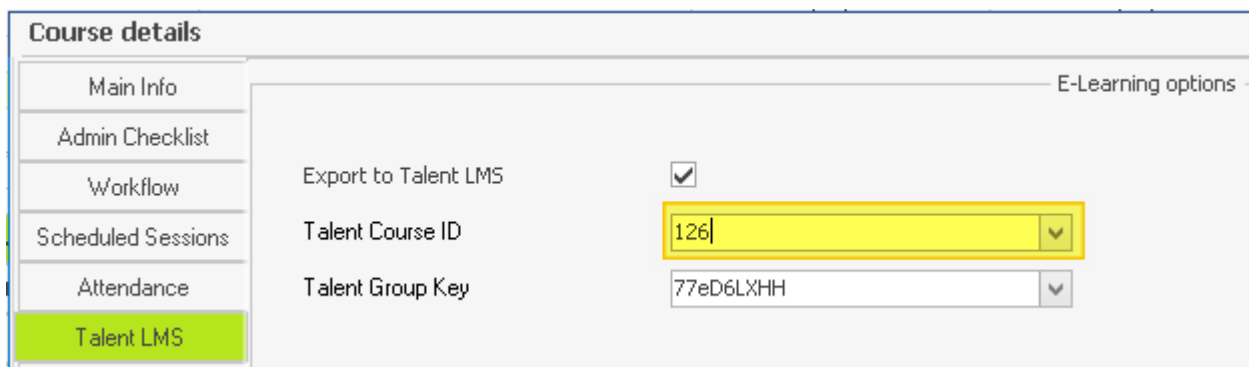 Course details
Main Info
Admin Checklist
Workflow
Scheduled Sessions
Attendance
Talent LMS
E-Learning options
Export to Talent LMS
Talent Course ID
126
Talent Group Key
77eD6LXHH